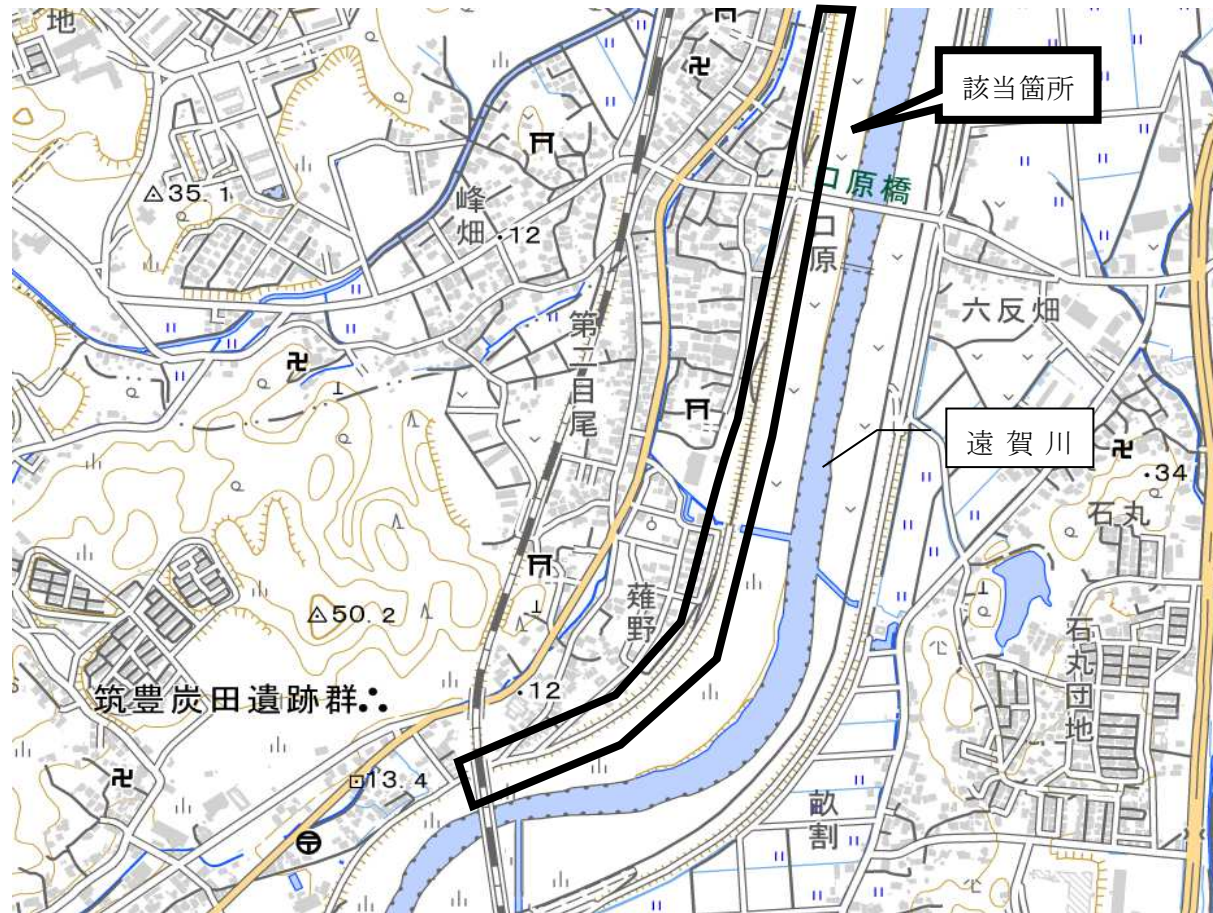 地
該当箇所
35.1
峰畑
12
口原橋
口原
六反畑
第二目尾
遠賀川
34
石丸
50.2
薙野
石丸団地
筑豊炭田遺跡群
12
13.4
畝割